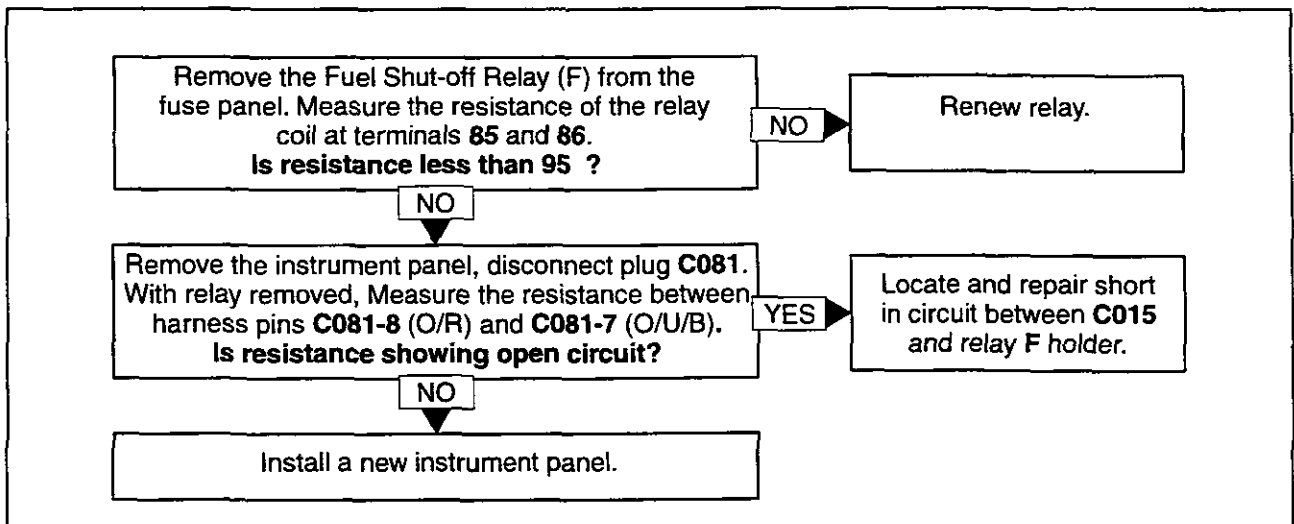 Remove the Fuel Shut-off Relay (F) from the
fuse panel. Measure the resistance of the relay
coil at terminals 85 and 86.
Is resistance less than 95 ?
NO
Renew relay.
NO
Remove the instrument panel, disconnect plug C081.
With relay removed, Measure the resistance between
harness pins C081-8 (O/R) and C081-7 (O/U/B).
Is resistance showing open circuit?
YES
Locate and repair short
in circuit between C015
and relay F holder.
NO
Install a new instrument panel.